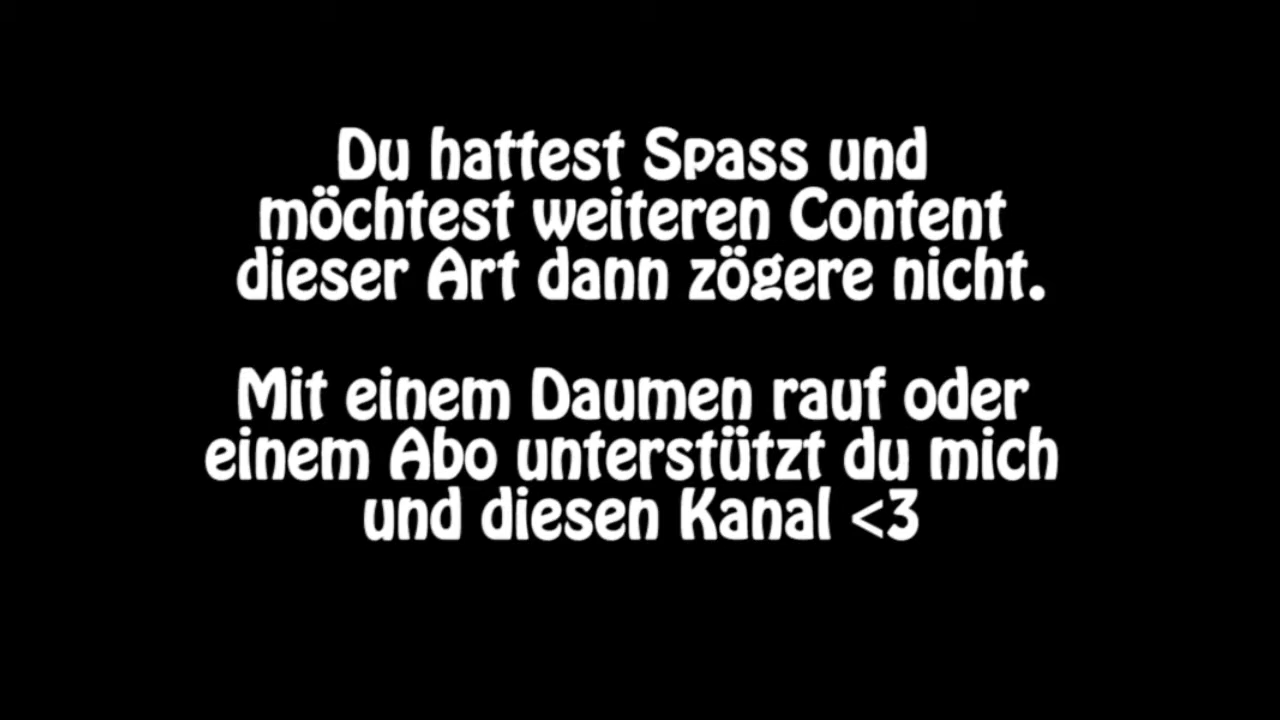 Du hattest Spass und
möchtest weiteren Content
dieser Art dann zögere nicht.
Mit einem Daumen rauf oder
einem Abo unterstützt du mich
und diesen Kanal <3